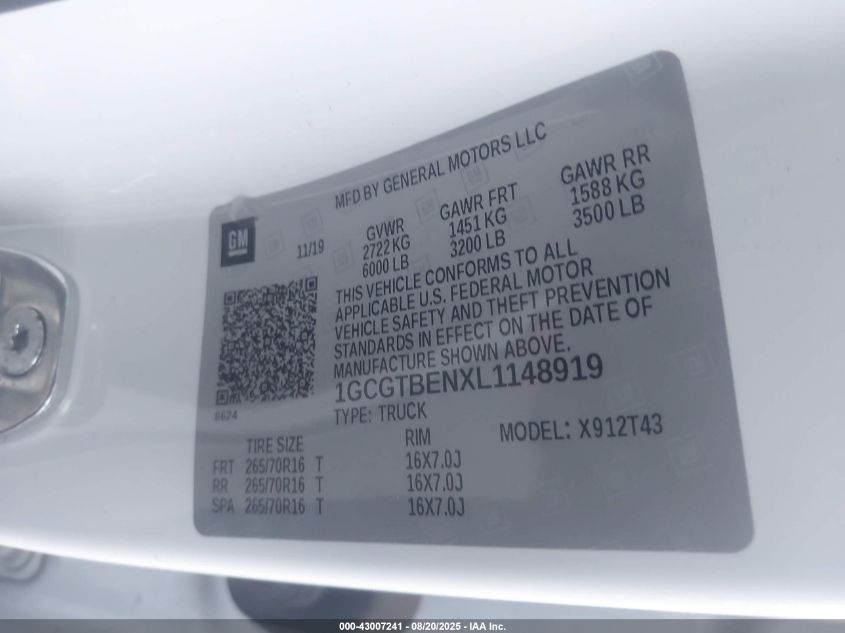 MFD BY GENERAL MOTORS LLC
GM
11/19
GVWR GAWR FRT GAWR RR
2722 KG 1451 KG 1588 KG
6000 LB 3200 LB 3500 LB
THIS VEHICLE CONFORMS TO ALL
APPLICABLE U.S. FEDERAL MOTOR
VEHICLE SAFETY AND THEFT PREVENTION
STANDARDS IN EFFECT ON THE DATE OF
MANUFACTURE SHOWN ABOVE.
1GCGTBENXL1148919
8624
TYPE: TRUCK
MODEL: X912T43
TIRE SIZE RIM
FRT 265/70R16 T 16X7.0J
RR 265/70R16 T 16X7.0J
SPA 265/70R16 T 16X7.0J
000-43007241 - 08/20/2025 - IAA Inc.